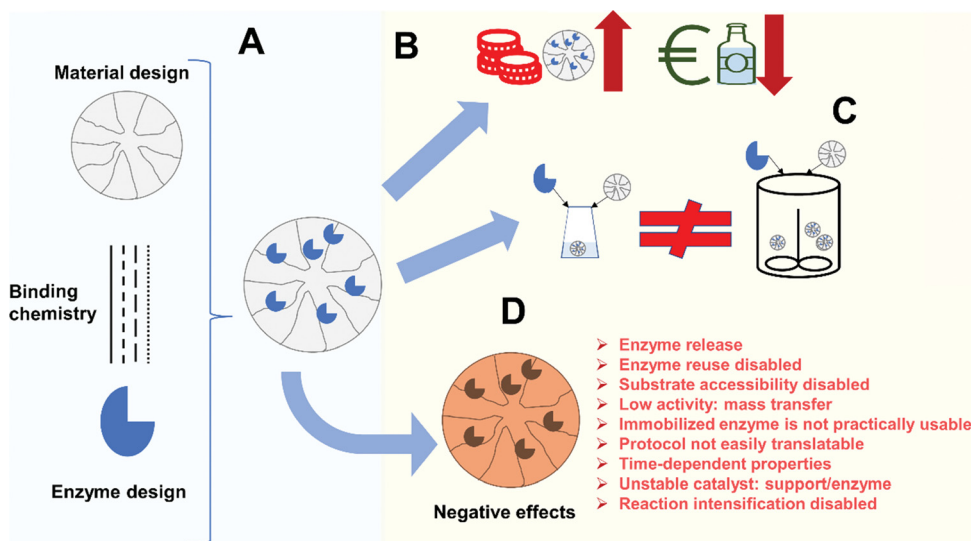 A
Material design
Binding
chemistry
Enzyme design
B
€
C
D
Negative effects
➢ Enzyme release
➢ Enzyme reuse disabled
➢ Substrate accessibility disabled
➢ Low activity: mass transfer
➢ Immobilized enzyme is not practically usable
➢ Protocol not easily translatable
➢ Time-dependent properties
➢ Unstable catalyst: support/enzyme
➢ Reaction intensification disabled